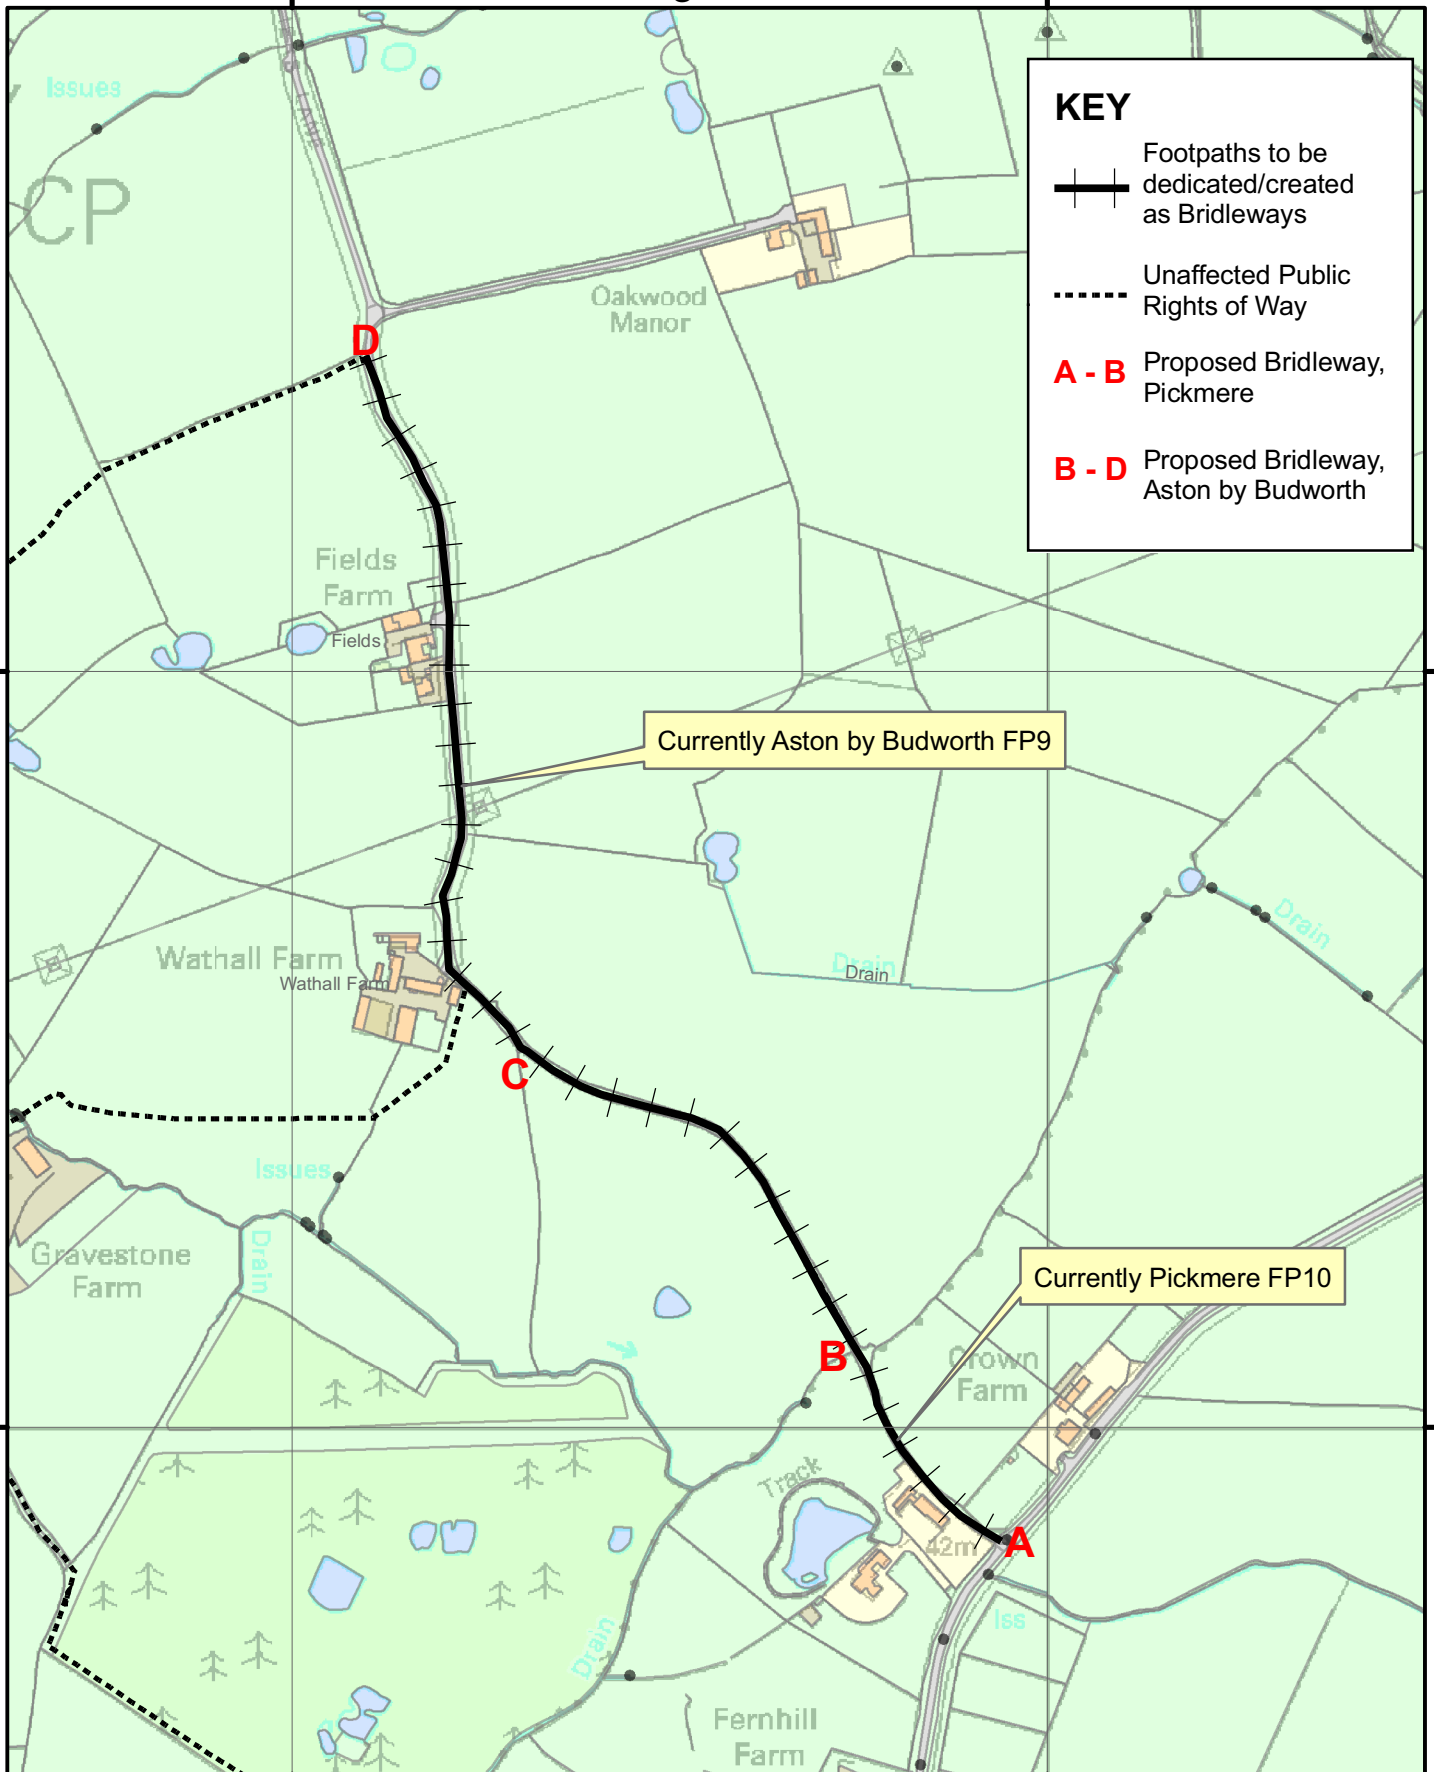 Issues
LANE
CP
KEY
Footpaths to be
dedicated/created
as Bridleways
Unaffected Public
Rights of Way
A - B
Proposed Bridleway,
Pickmere
B - D
Proposed Bridleway,
Aston by Budworth
Oakwood
Manor
D
Fields
Farm
Fields
Currently Aston by Budworth FP9
Drain
Wathall Farm
Wathall Farm
Drain
Drain
C
Issues
Drain
Gravestone
Farm
Currently Pickmere FP10
B
Crown
Farm
Track
42m
A
Iss
Drain
Fernhill
Farm